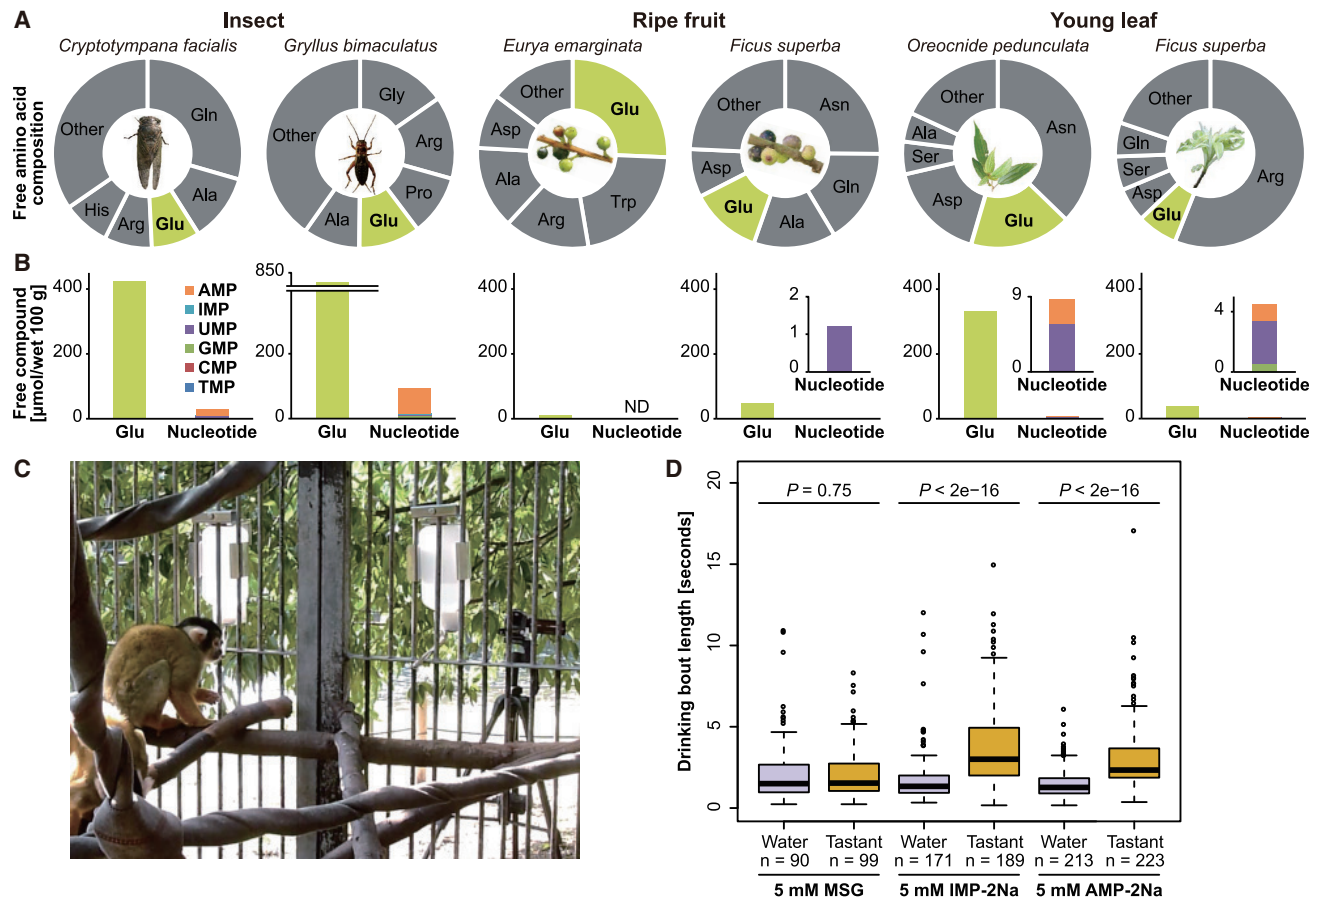 A
Insect
Ripe fruit
Young leaf
Cryptotympana facialis
Gryllus bimaculatus
Eurya emarginata
Ficus superba
Oreocnide pedunculata
Ficus superba
Free amino acid
composition
Other
Gln
Ala
Glu
Arg
His
Other
Gly
Arg
Pro
Glu
Ala
Other
Glu
Trp
Arg
Ala
Asp
Other
Asn
Gln
Ala
Glu
Asp
Other
Asn
Glu
Asp
Ser
Ala
Other
Arg
Glu
Asp
Ser
Gln
B
Free compound
[µmol/wet 100 g]
400
200
0
AMP
IMP
UMP
GMP
CMP
TMP
Glu Nucleotide
850
200
0
Glu Nucleotide
400
200
0
ND
Glu Nucleotide
400
200
0
2
1
0
Nucleotide
Glu Nucleotide
400
200
0
9
0
Nucleotide
Glu Nucleotide
400
200
0
4
0
Nucleotide
Glu Nucleotide
C
D
Drinking bout length [seconds]
20
15
10
5
0
P = 0.75
P < 2e−16
P < 2e−16
Water Tastant Water Tastant Water Tastant
n = 90 n = 99 n = 171 n = 189 n = 213 n = 223
5 mM MSG 5 mM IMP-2Na 5 mM AMP-2Na